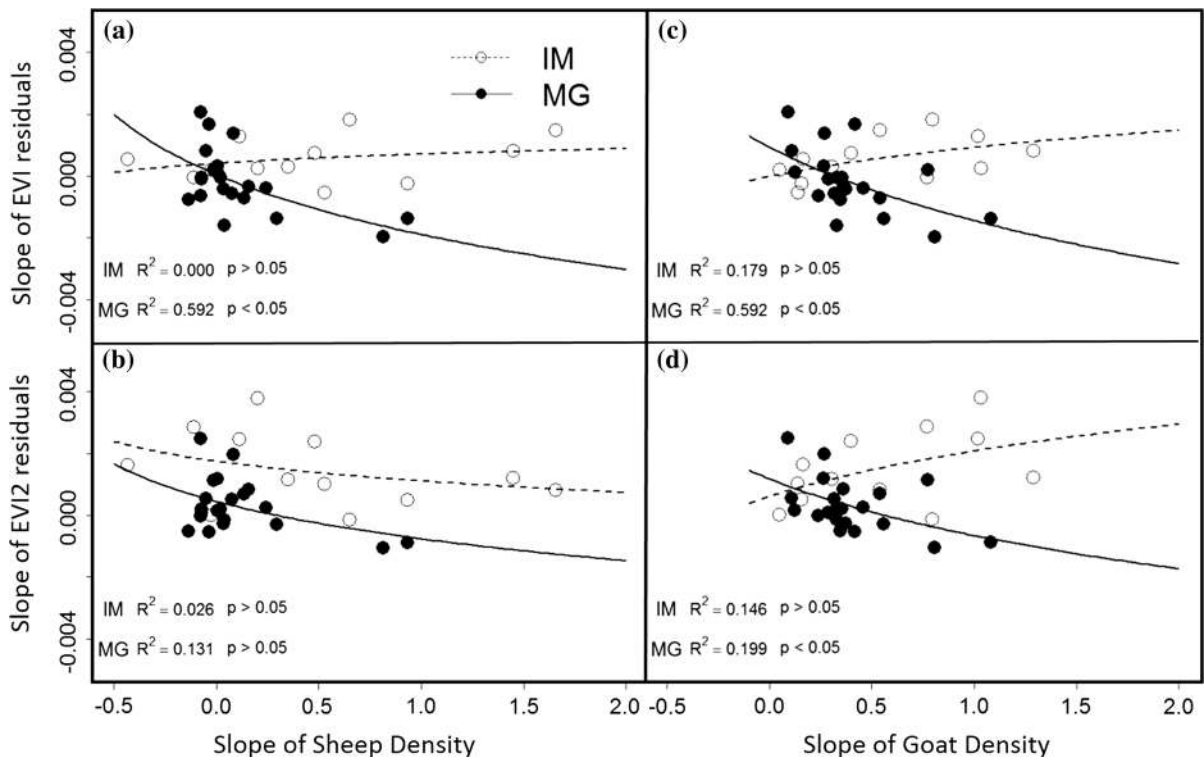 (a)
IM
MG
Slope of EVI residuals
0.004
0.000
-0.004
IM R² = 0.000 p > 0.05
MG R² = 0.592 p < 0.05
(c)
IM R² = 0.179 p > 0.05
MG R² = 0.592 p < 0.05
(b)
Slope of EVI2 residuals
0.004
0.000
-0.004
IM R² = 0.026 p > 0.05
MG R² = 0.131 p > 0.05
(d)
IM R² = 0.146 p > 0.05
MG R² = 0.199 p < 0.05
-0.5 0.0 0.5 1.0 1.5 2.0
-0.5 0.0 0.5 1.0 1.5 2.0
Slope of Sheep Density
Slope of Goat Density